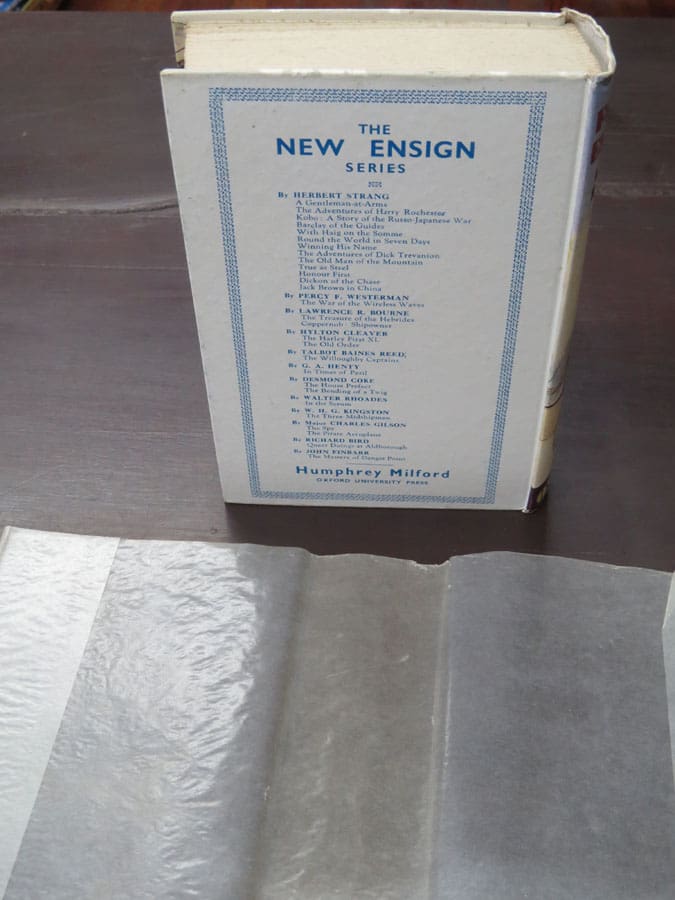 THE
NEW ENSIGN
SERIES
By HERBERT STRANG
A Gentleman-at-Arms
The Adventures of Harry Rochester
Kobo: A Story of the Russo-Japanese War
Barclay of the Guides
With Haig on the Somme
Round the World in Seven Days
Winning His Name
The Adventures of Dick Trevanion
The Old Man of the Mountain
True as Steel
Honour First
Dickon of the Chase
Jack Brown in China
By PERCY F. WESTERMAN
The War of the Wireless Waves
By LAWRENCE R. BOURNE
The Treasure of the Hebrides
Coppernob: Shipowner
By HYLTON CLEAVER
The Harley First XI.
The Old Order
By TALBOT BAINES REED,
The Willoughby Captains
By G. A. HENTY
In Times of Peril
By DESMOND COKE
The House Prefect
The Bending of a Twig
By WALTER RHOADES
In the Scrum
By W. H. G. KINGSTON
The Three Midshipmen
By Major CHARLES GILSON
The Spy
The Pirate Aeroplane
By RICHARD BIRD
Queer Doings at Aldborough
By JOHN FINBARR
The Mystery of Danger Point
Humphrey Milford
OXFORD UNIVERSITY PRESS